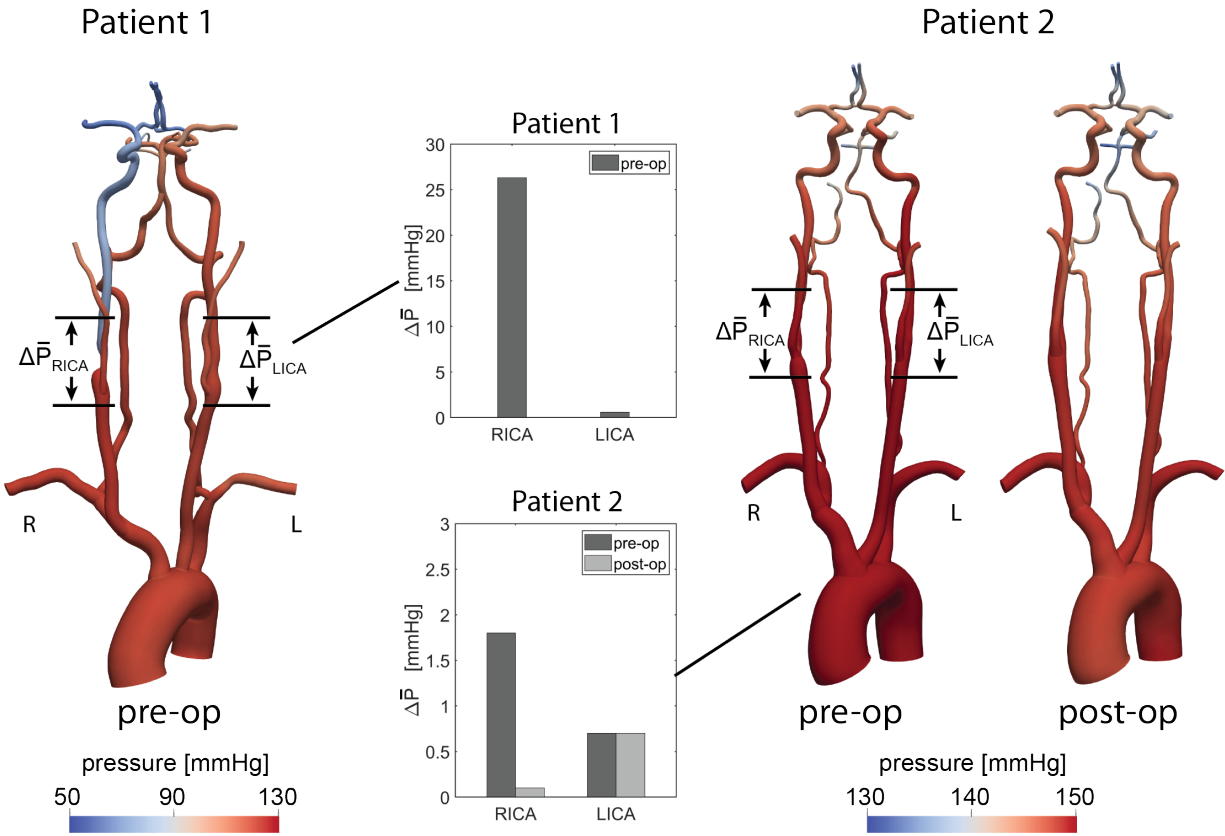 Patient 1
Patient 2
Patient 1
30
25
20
15
10
5
0
ΔP̅ [mmHg]
pre-op
RICA
LICA
ΔP̅RICA
ΔP̅LICA
R
L
pre-op
pressure [mmHg]
50
90
130
Patient 2
3
2.5
2
1.5
1
0.5
0
ΔP̅ [mmHg]
pre-op
post-op
RICA
LICA
ΔP̅RICA
ΔP̅LICA
R
L
pre-op
post-op
pressure [mmHg]
130
140
150